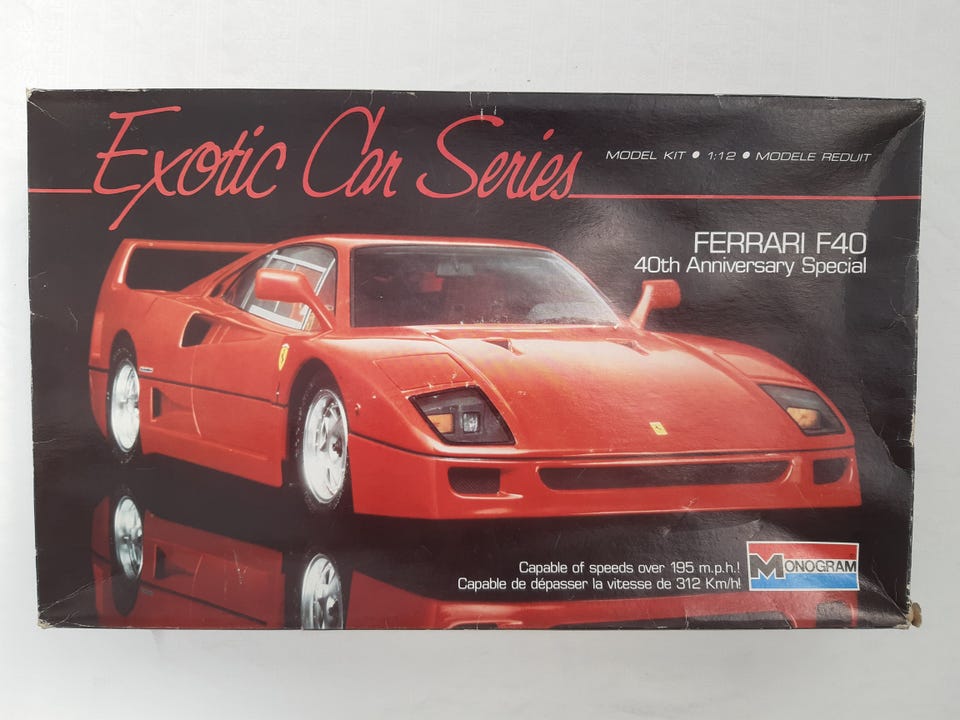 Exotic Car Series
MODEL KIT • 1:12 • MODELE REDUIT
FERRARI F40
40th Anniversary Special
Capable of speeds over 195 m.p.h.!
Capable de dépasser la vitesse de 312 Km/h!
MONOGRAM